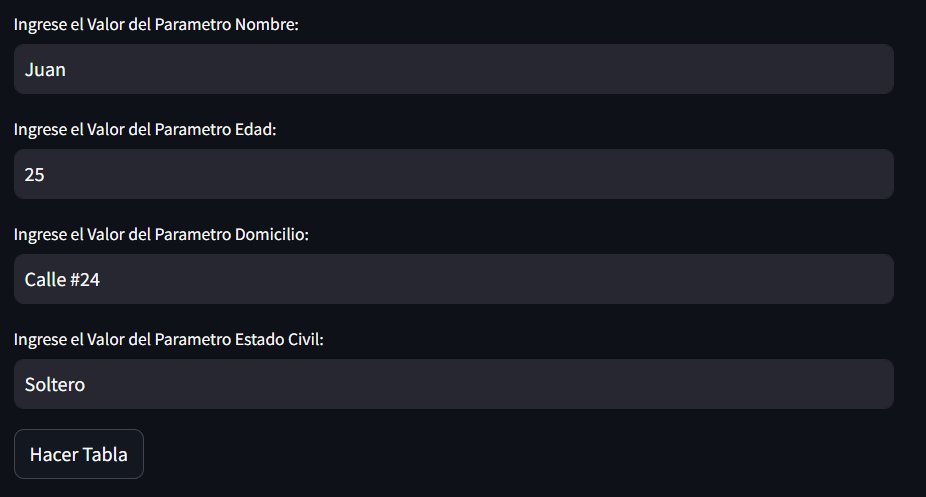 Ingrese el Valor del Parametro Nombre:
Juan
Ingrese el Valor del Parametro Edad:
25
Ingrese el Valor del Parametro Domicilio:
Calle #24
Ingrese el Valor del Parametro Estado Civil:
Soltero
Hacer Tabla